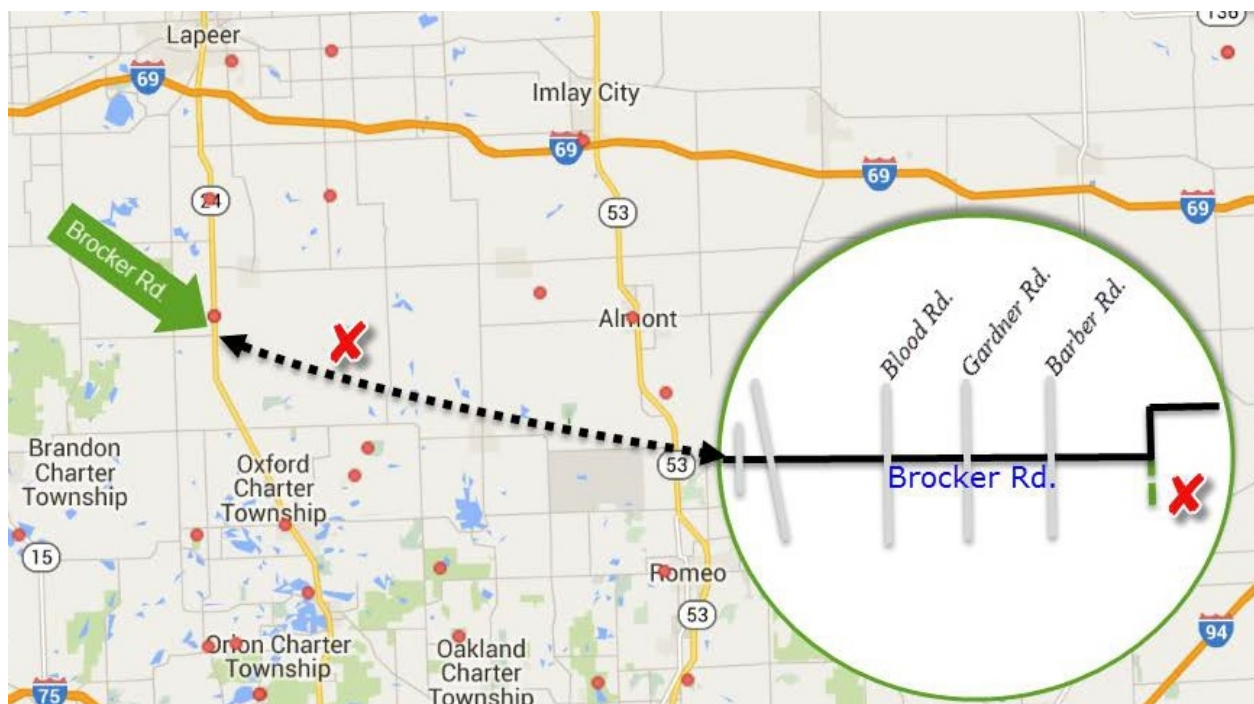 136
Lapeer
69
Imlay City
69
69
24
53
69
Brocker Rd.
Almont
Blood Rd.
Gardner Rd.
Barber Rd.
Brandon
Charter
Township
Oxford
Charter
Township
53
Brocker Rd.
15
Romeo
53
94
Orion Charter
Township
Oakland
Charter
Township
75